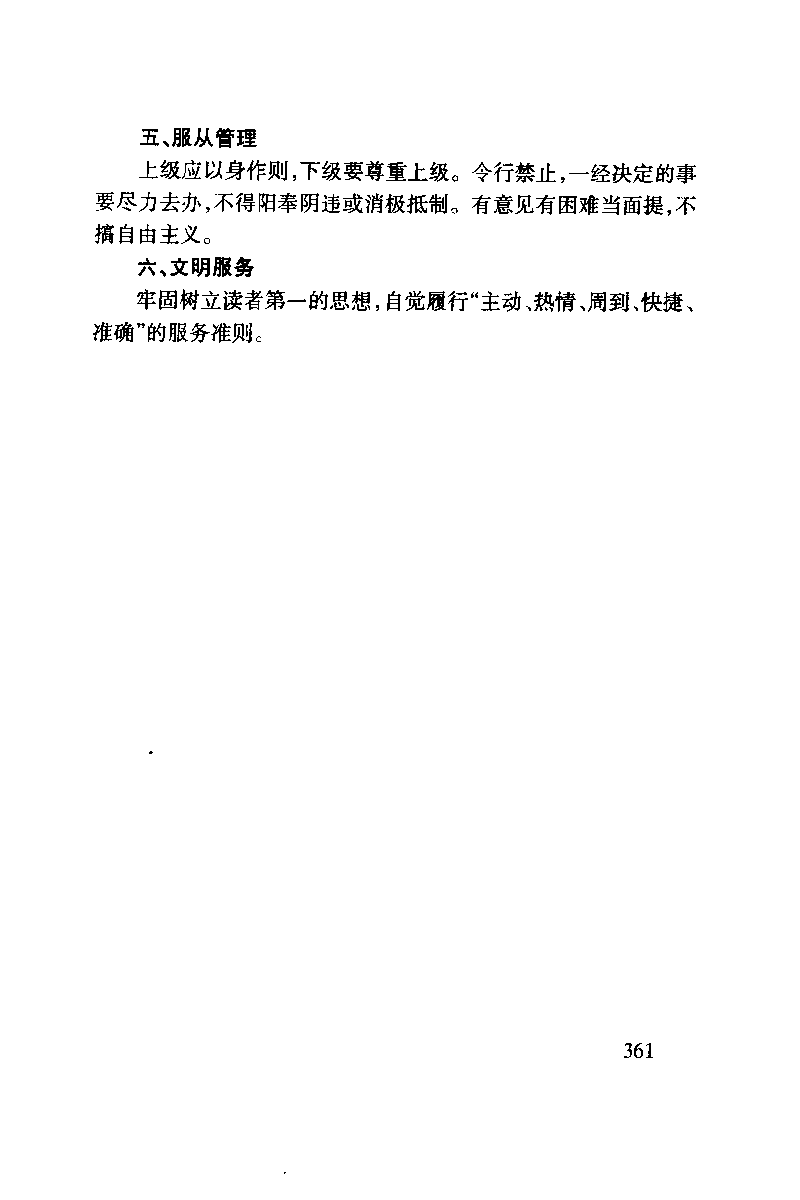 五、服从管理
上级应以身作则,下级要尊重上级。令行禁止,一经决定的事
要尽力去办,不得阳奉阴违或消极抵制。有意见有困难当面提,不
搞自由主义。
六、文明服务
牢固树立读者第一的思想,自觉履行“主动、热情、周到、快捷、
准确”的服务准则。
361